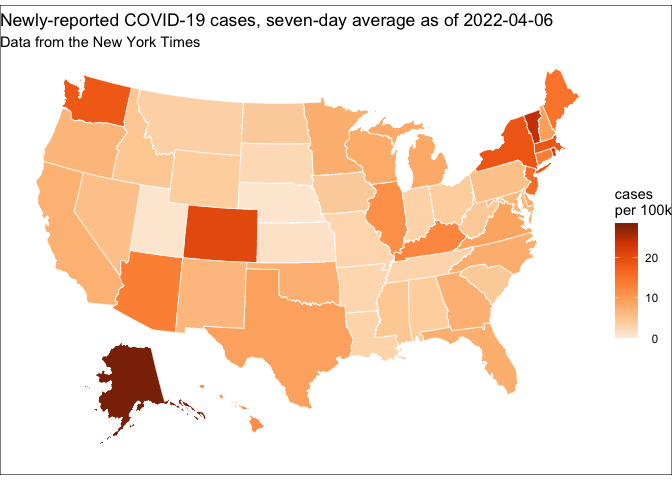 Newly-reported COVID-19 cases, seven-day average as of 2022-04-06
Data from the New York Times
cases
per 100k
20
10
0